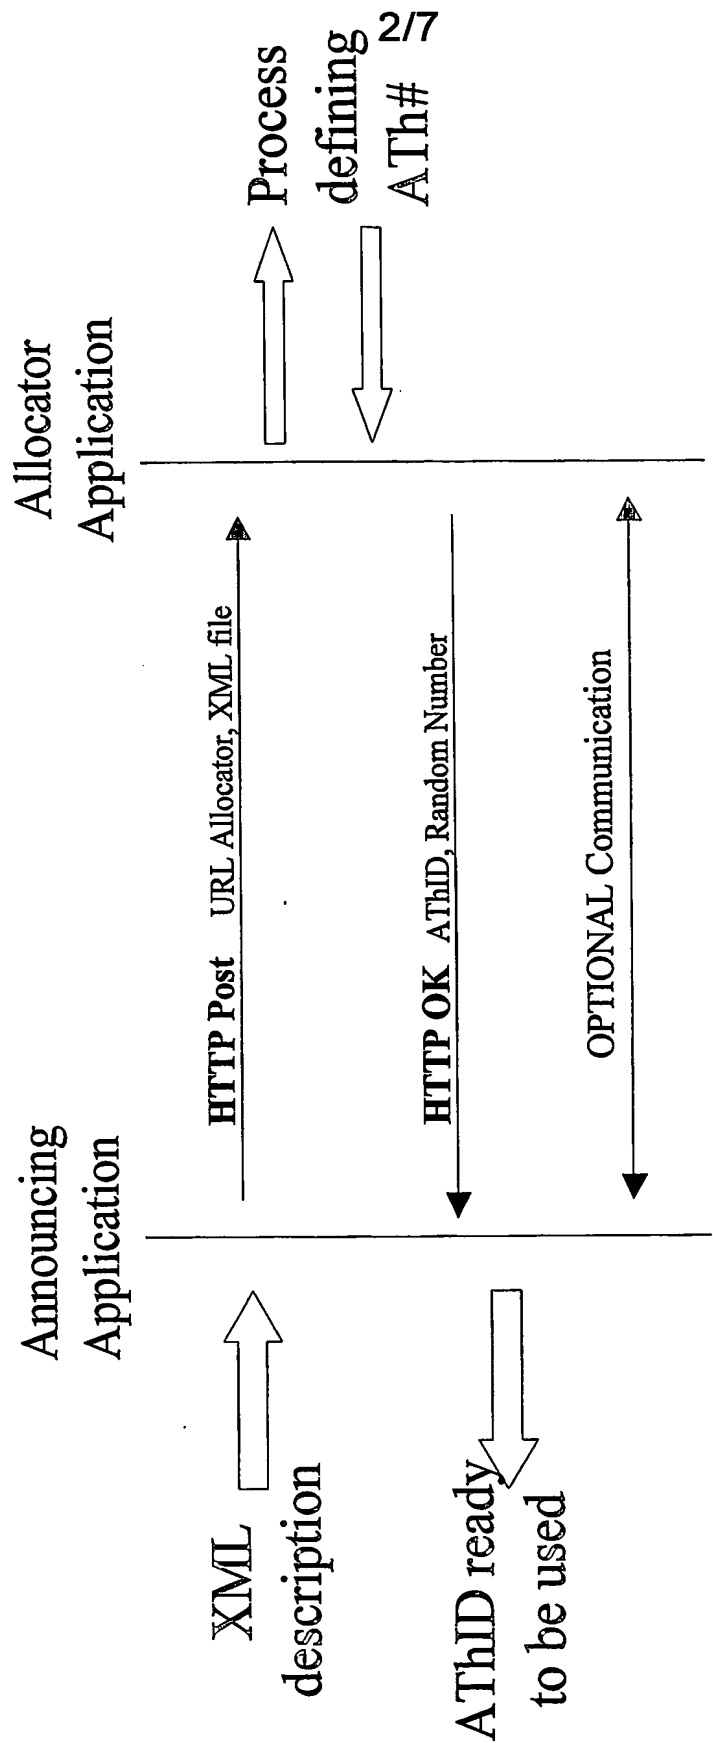 2/7
Announcing
Application
Allocator
Application
XML
description
HTTP Post URL Allocator, XML file
Process
defining
ATh#
HTTP OK AThID, Random Number
AThID ready
to be used
OPTIONAL Communication